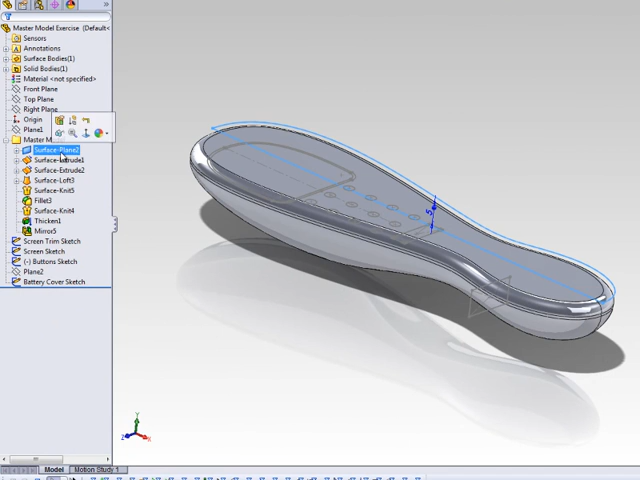 Master Model Exercise (Default<
Sensors
Annotations
Surface Bodies(1)
Solid Bodies(1)
Material <not specified>
Front Plane
Top Plane
Right Plane
Origin
Plane1
Master M
Surface-Plane2
Surface-Extrude1
Surface-Extrude2
Surface-Loft3
Surface-Knit5
Fillet3
Surface-Knit4
Thicken1
Mirror5
Screen Trim Sketch
Screen Sketch
(-) Buttons Sketch
Plane2
Battery Cover Sketch
5
Y
Z
X
Model
Motion Study 1